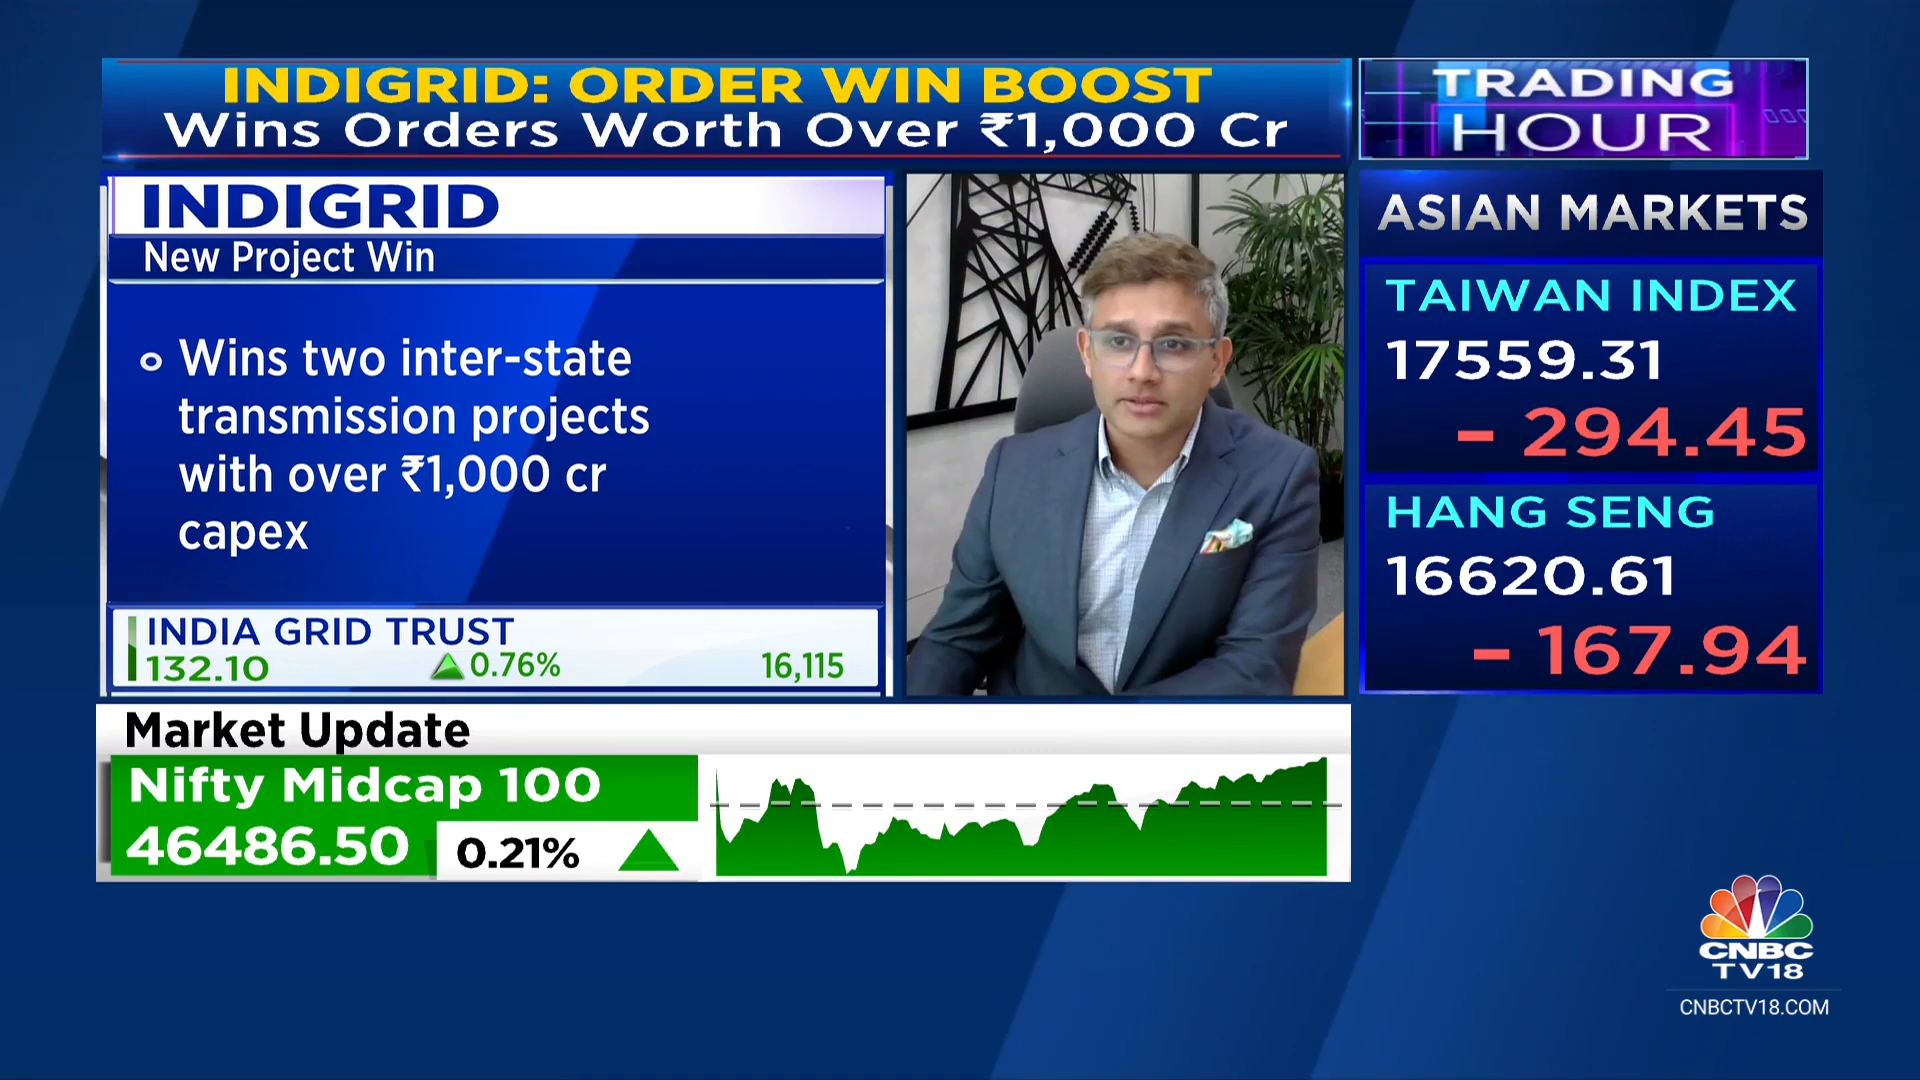 INDIGRID: ORDER WIN BOOST
Wins Orders Worth Over ₹1,000 Cr
TRADING
HOUR
INDIGRID
New Project Win
Wins two inter-state
transmission projects
with over ₹1,000 cr
capex
INDIA GRID TRUST
132.10 ▲ 0.76% 16,115
ASIAN MARKETS
TAIWAN INDEX
17559.31
- 294.45
HANG SENG
16620.61
- 167.94
Market Update
Nifty Midcap 100
46486.50 0.21% ▲
CNBC
TV18
CNBCTV18.COM